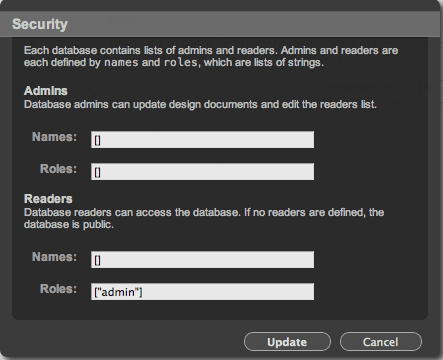 Security
Each database contains lists of admins and readers. Admins and readers are
each defined by names and roles, which are lists of strings.
Admins
Database admins can update design documents and edit the readers list.
Names: []
Roles: []
Readers
Database readers can access the database. If no readers are defined, the
database is public.
Names: []
Roles: ["admin"]
Update Cancel